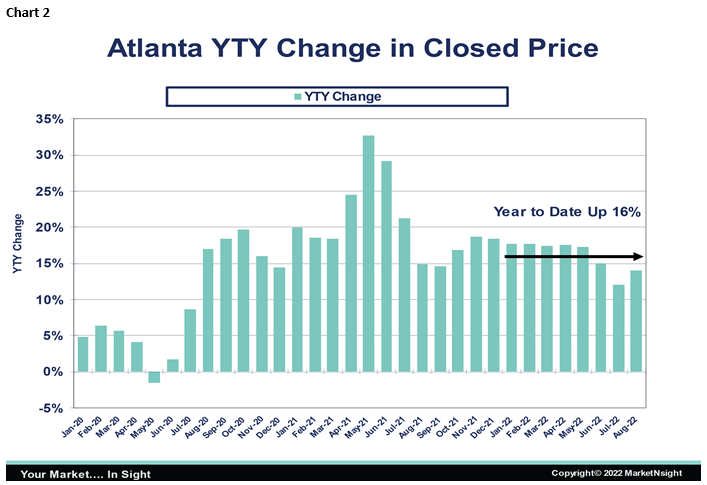 Chart 2
Atlanta YTY Change in Closed Price
YTY Change
35%
30%
25%
20%
15%
10%
5%
0%
-5%
YTY Change
Year to Date Up 16%
Jan-20
Feb-20
Mar-20
Apr-20
May-20
Jun-20
Jul-20
Aug-20
Sep-20
Oct-20
Nov-20
Dec-20
Jan-21
Feb-21
Mar-21
Apr-21
May-21
Jun-21
Jul-21
Aug-21
Sep-21
Oct-21
Nov-21
Dec-21
Jan-22
Feb-22
Mar-22
Apr-22
May-22
Jun-22
Jul-22
Aug-22
Your Market.... In Sight
Copyright© 2022 MarketNsight